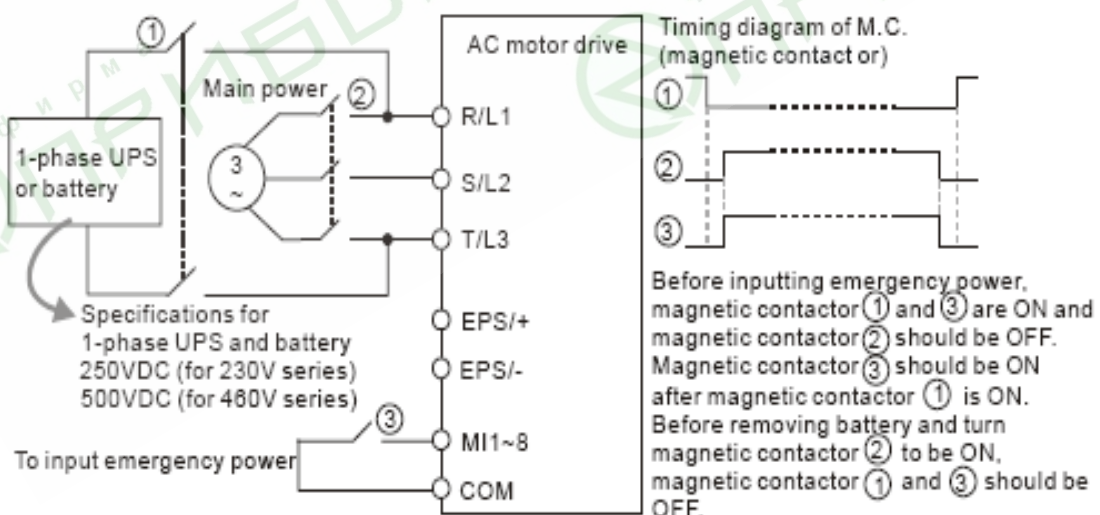 ①
AC motor drive
Main power
②
R/L1
1-phase UPS
or battery
3
~
S/L2
T/L3
Specifications for
1-phase UPS and battery
250VDC (for 230V series)
500VDC (for 460V series)
EPS/+
EPS/-
③
MI1~8
To input emergency power
COM
Timing diagram of M.C.
(magnetic contact or)
①
②
③
Before inputting emergency power,
magnetic contactor ① and ③ are ON and
magnetic contactor ② should be OFF.
Magnetic contactor ③ should be ON
after magnetic contactor ① is ON.
Before removing battery and turn
magnetic contactor ② to be ON,
magnetic contactor ① and ③ should be
OFF.